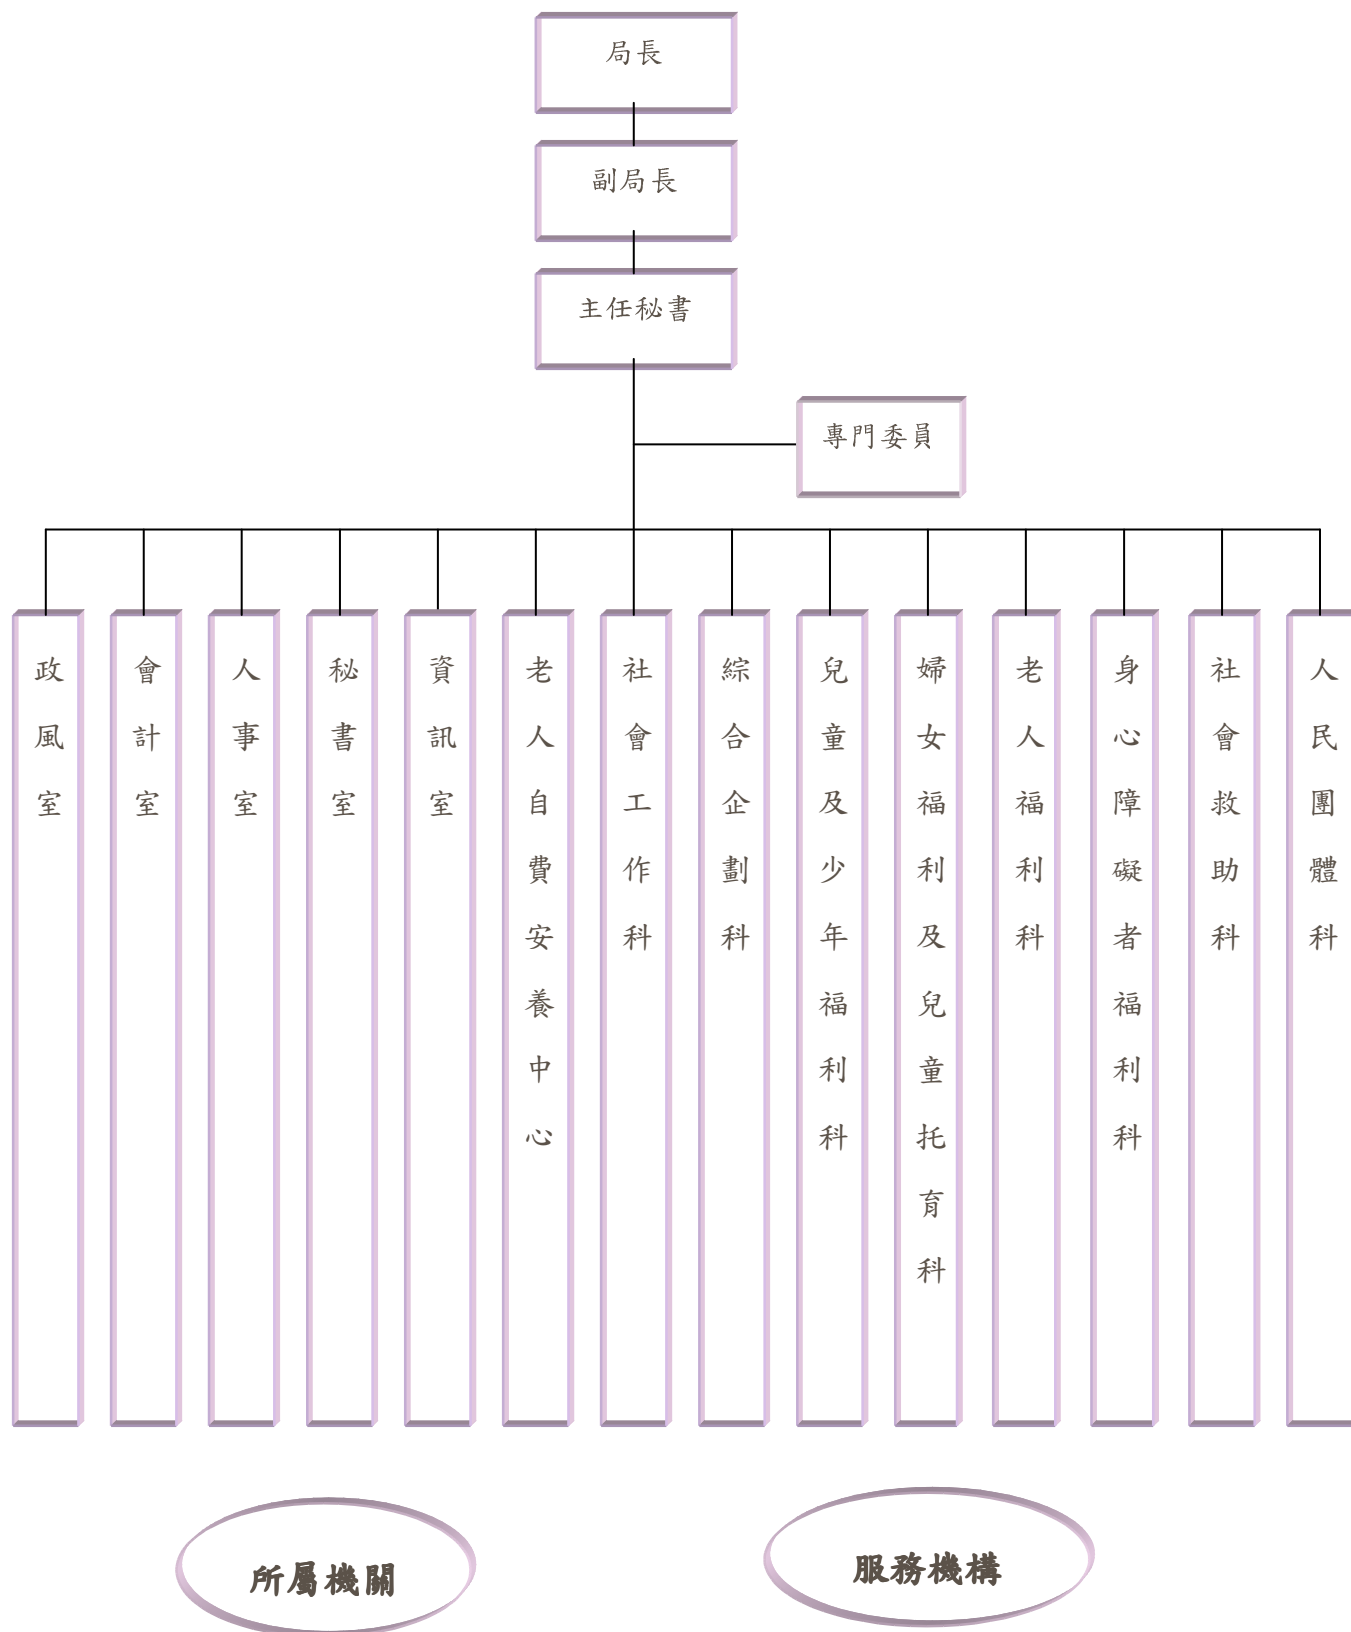 局長
副局長
主任秘書
專門委員
政風室
會計室
人事室
秘書室
資訊室
老人自費安養中心
社會工作科
綜合企劃科
兒童及少年福利科
婦女福利及兒童托育科
老人福利科
身心障礙者福利科
社會救助科
人民團體科
所屬機關
服務機構